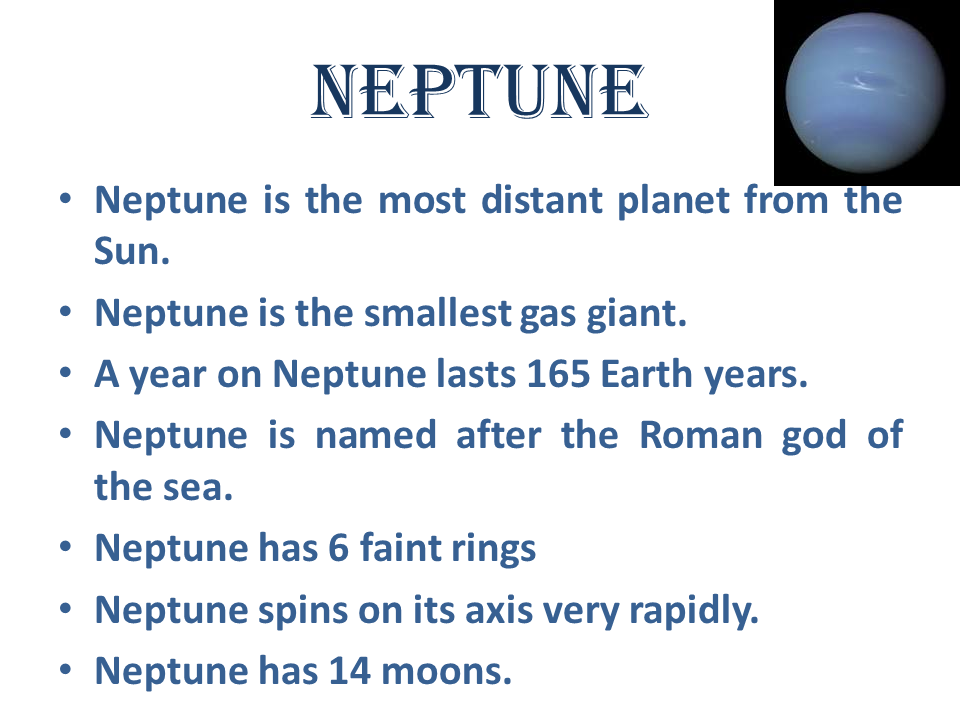 NEPTUNE
• Neptune is the most distant planet from the
Sun.
• Neptune is the smallest gas giant.
• A year on Neptune lasts 165 Earth years.
• Neptune is named after the Roman god of
the sea.
• Neptune has 6 faint rings
• Neptune spins on its axis very rapidly.
• Neptune has 14 moons.